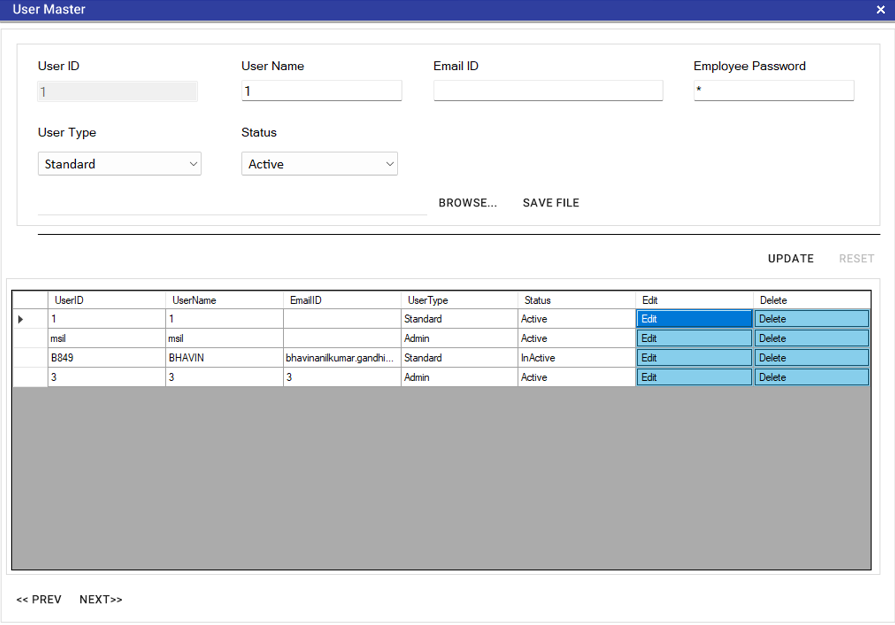 User Master ×
User ID User Name Email ID Employee Password
1 1 *
User Type Status
Standard Active
BROWSE... SAVE FILE
UPDATE RESET
UserID UserName EmailID UserType Status Edit Delete
1 1 Standard Active Edit Delete
msil msil Admin Active Edit Delete
B849 BHAVIN bhavinanilkumar.gandhi... Standard InActive Edit Delete
3 3 3 Admin Active Edit Delete
<< PREV NEXT>>